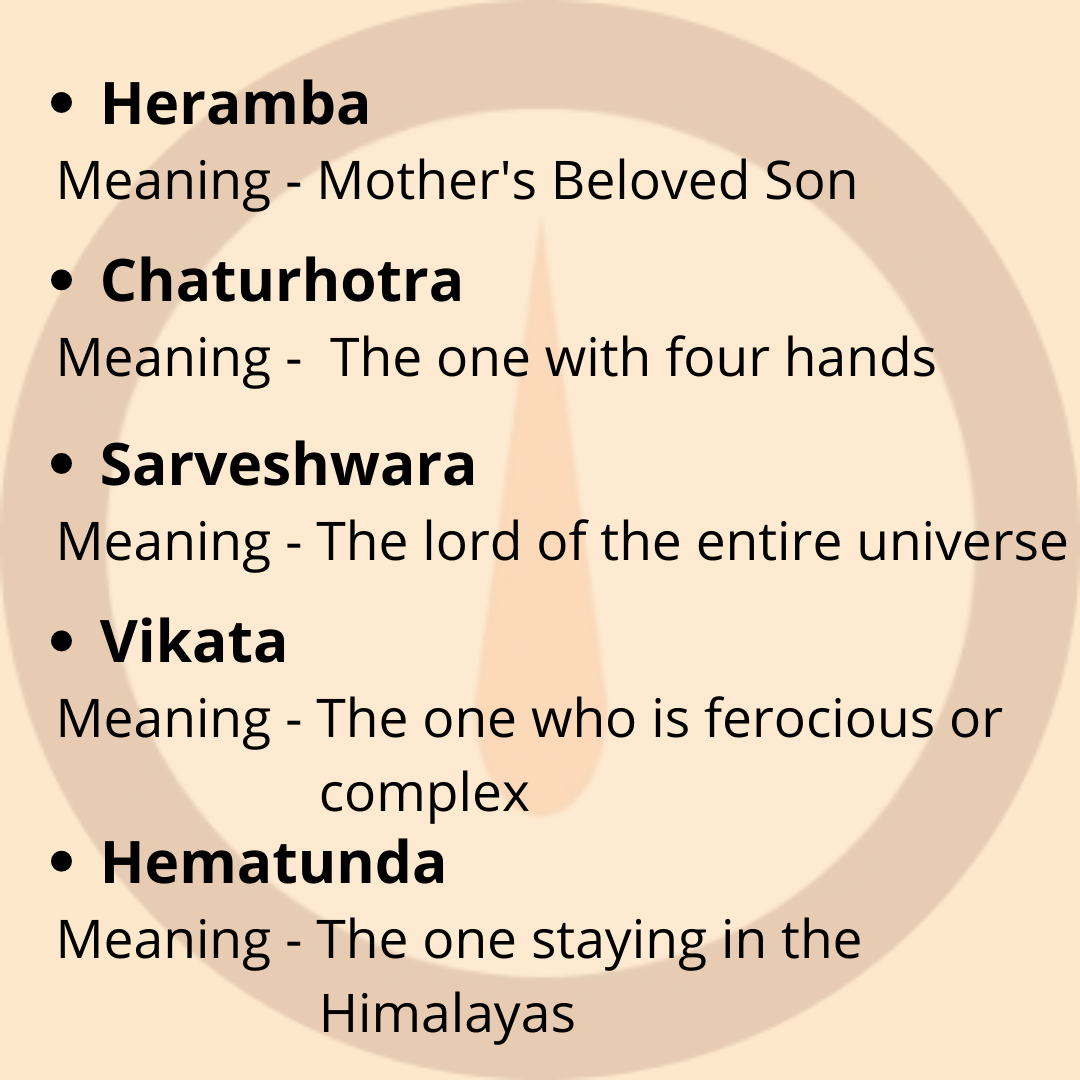 • Heramba
Meaning - Mother's Beloved Son
• Chaturhotra
Meaning -  The one with four hands
• Sarveshwara
Meaning - The lord of the entire universe
• Vikata
Meaning - The one who is ferocious or
complex
• Hematunda
Meaning - The one staying in the
Himalayas